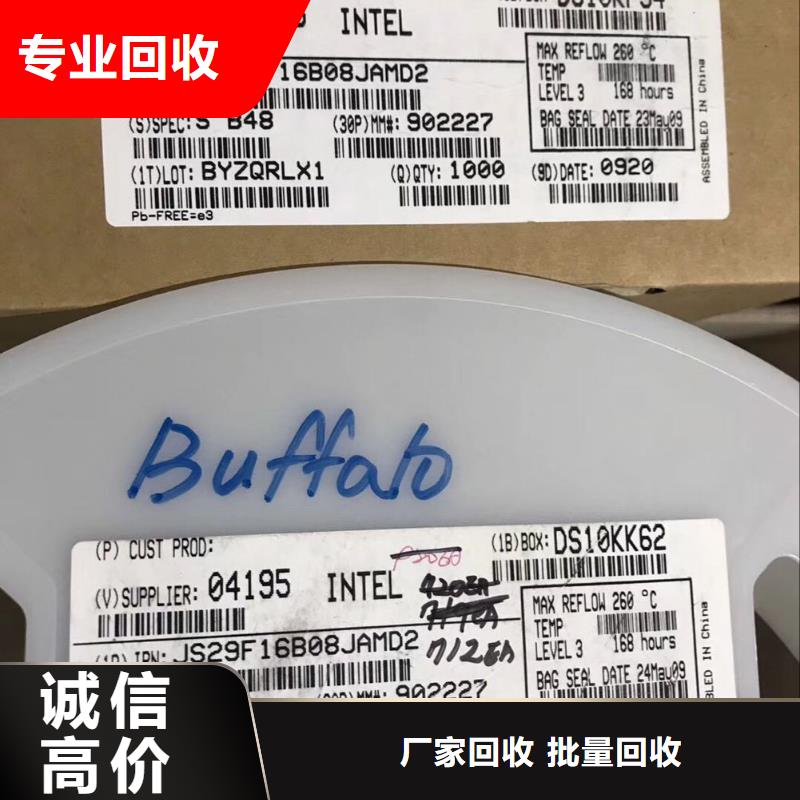 专业回收
INTEL
16B08JAMD2
(S)SPEC: S B48
(30P)MM#: 902227
(1T)LOT: BYZQRLX1
(Q)QTY: 1000
(9D)DATE: 0920
Pb-FREE=e3
MAX REFLOW 260 °C
TEMP
LEVEL 3 168 hours
BAG SEAL DATE 23May09
ASSEMBLED IN China
Buffalo
(P) CUST PROD:
(1B)BOX: DS10KK62
(V)SUPPLIER: 04195 INTEL
JS29F16B08JAMD2
712EA
902227
MAX REFLOW 260 °C
TEMP
LEVEL 3 168 hours
BAG SEAL DATE 24May09
诚信
高价
厂家回收 批量回收